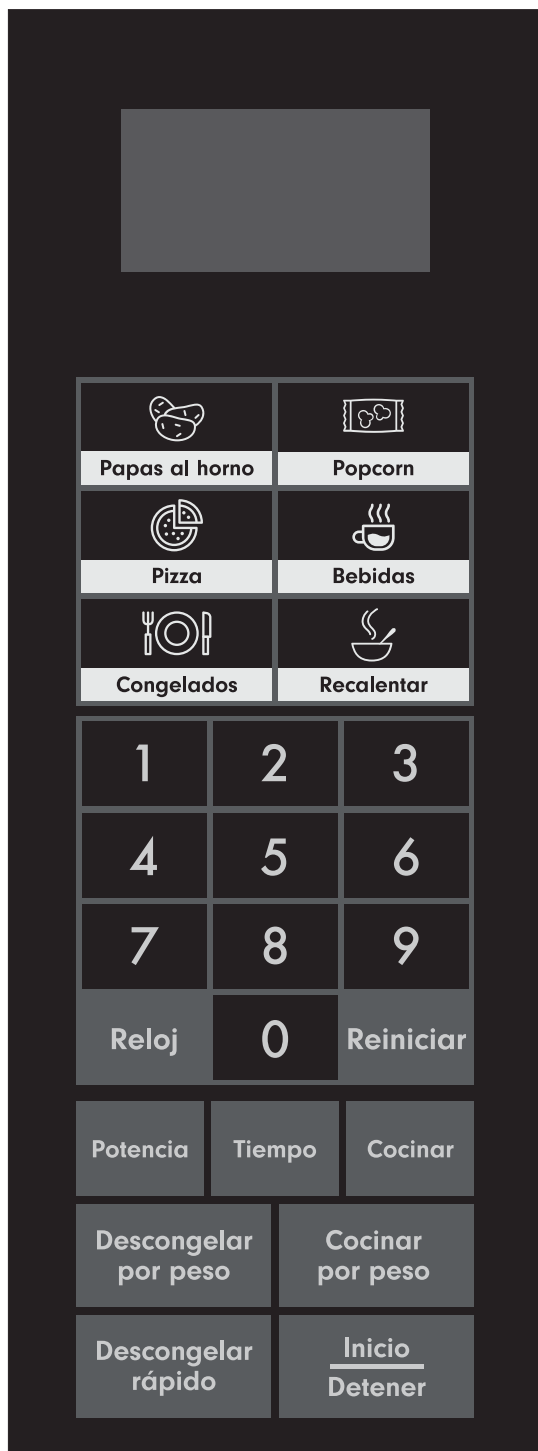 Papas al horno Popcorn
Pizza Bebidas
Congelados Recalentar
1 2 3
4 5 6
7 8 9
Reloj 0 Reiniciar
Potencia Tiempo Cocinar
Descongelar
por peso
Cocinar
por peso
Descongelar
rápido
Inicio
Detener